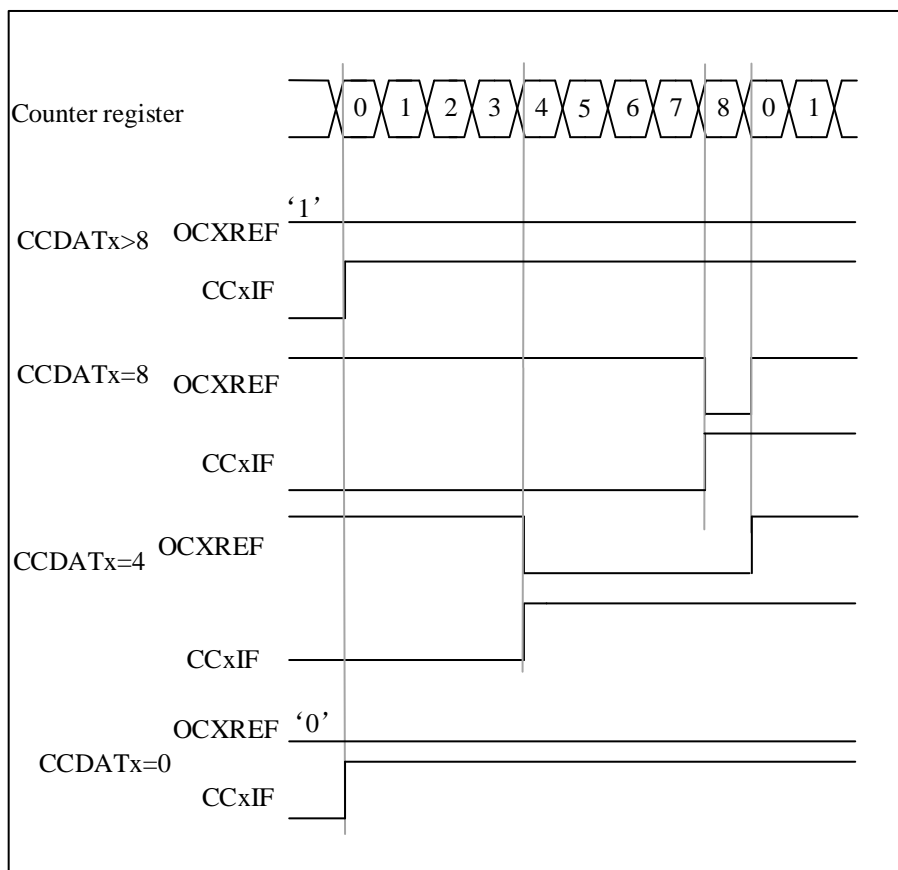 Counter register 0 1 2 3 4 5 6 7 8 0 1
‘1’
CCDATx>8 OCXREF
CCxIF
CCDATx=8 OCXREF
CCxIF
CCDATx=4 OCXREF
CCxIF
OCXREF ‘0’
CCDATx=0
CCxIF